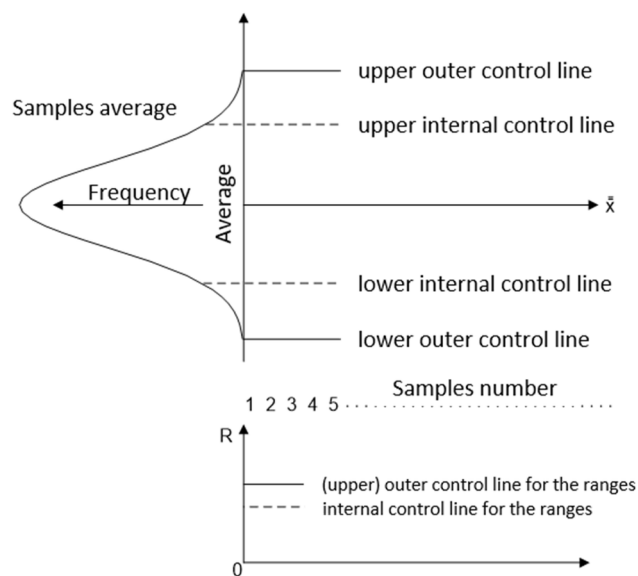 upper outer control line
Samples average
upper internal control line
Frequency
Average
x̿
lower internal control line
lower outer control line
Samples number
1 2 3 4 5 ..............................
R
(upper) outer control line for the ranges
internal control line for the ranges
0